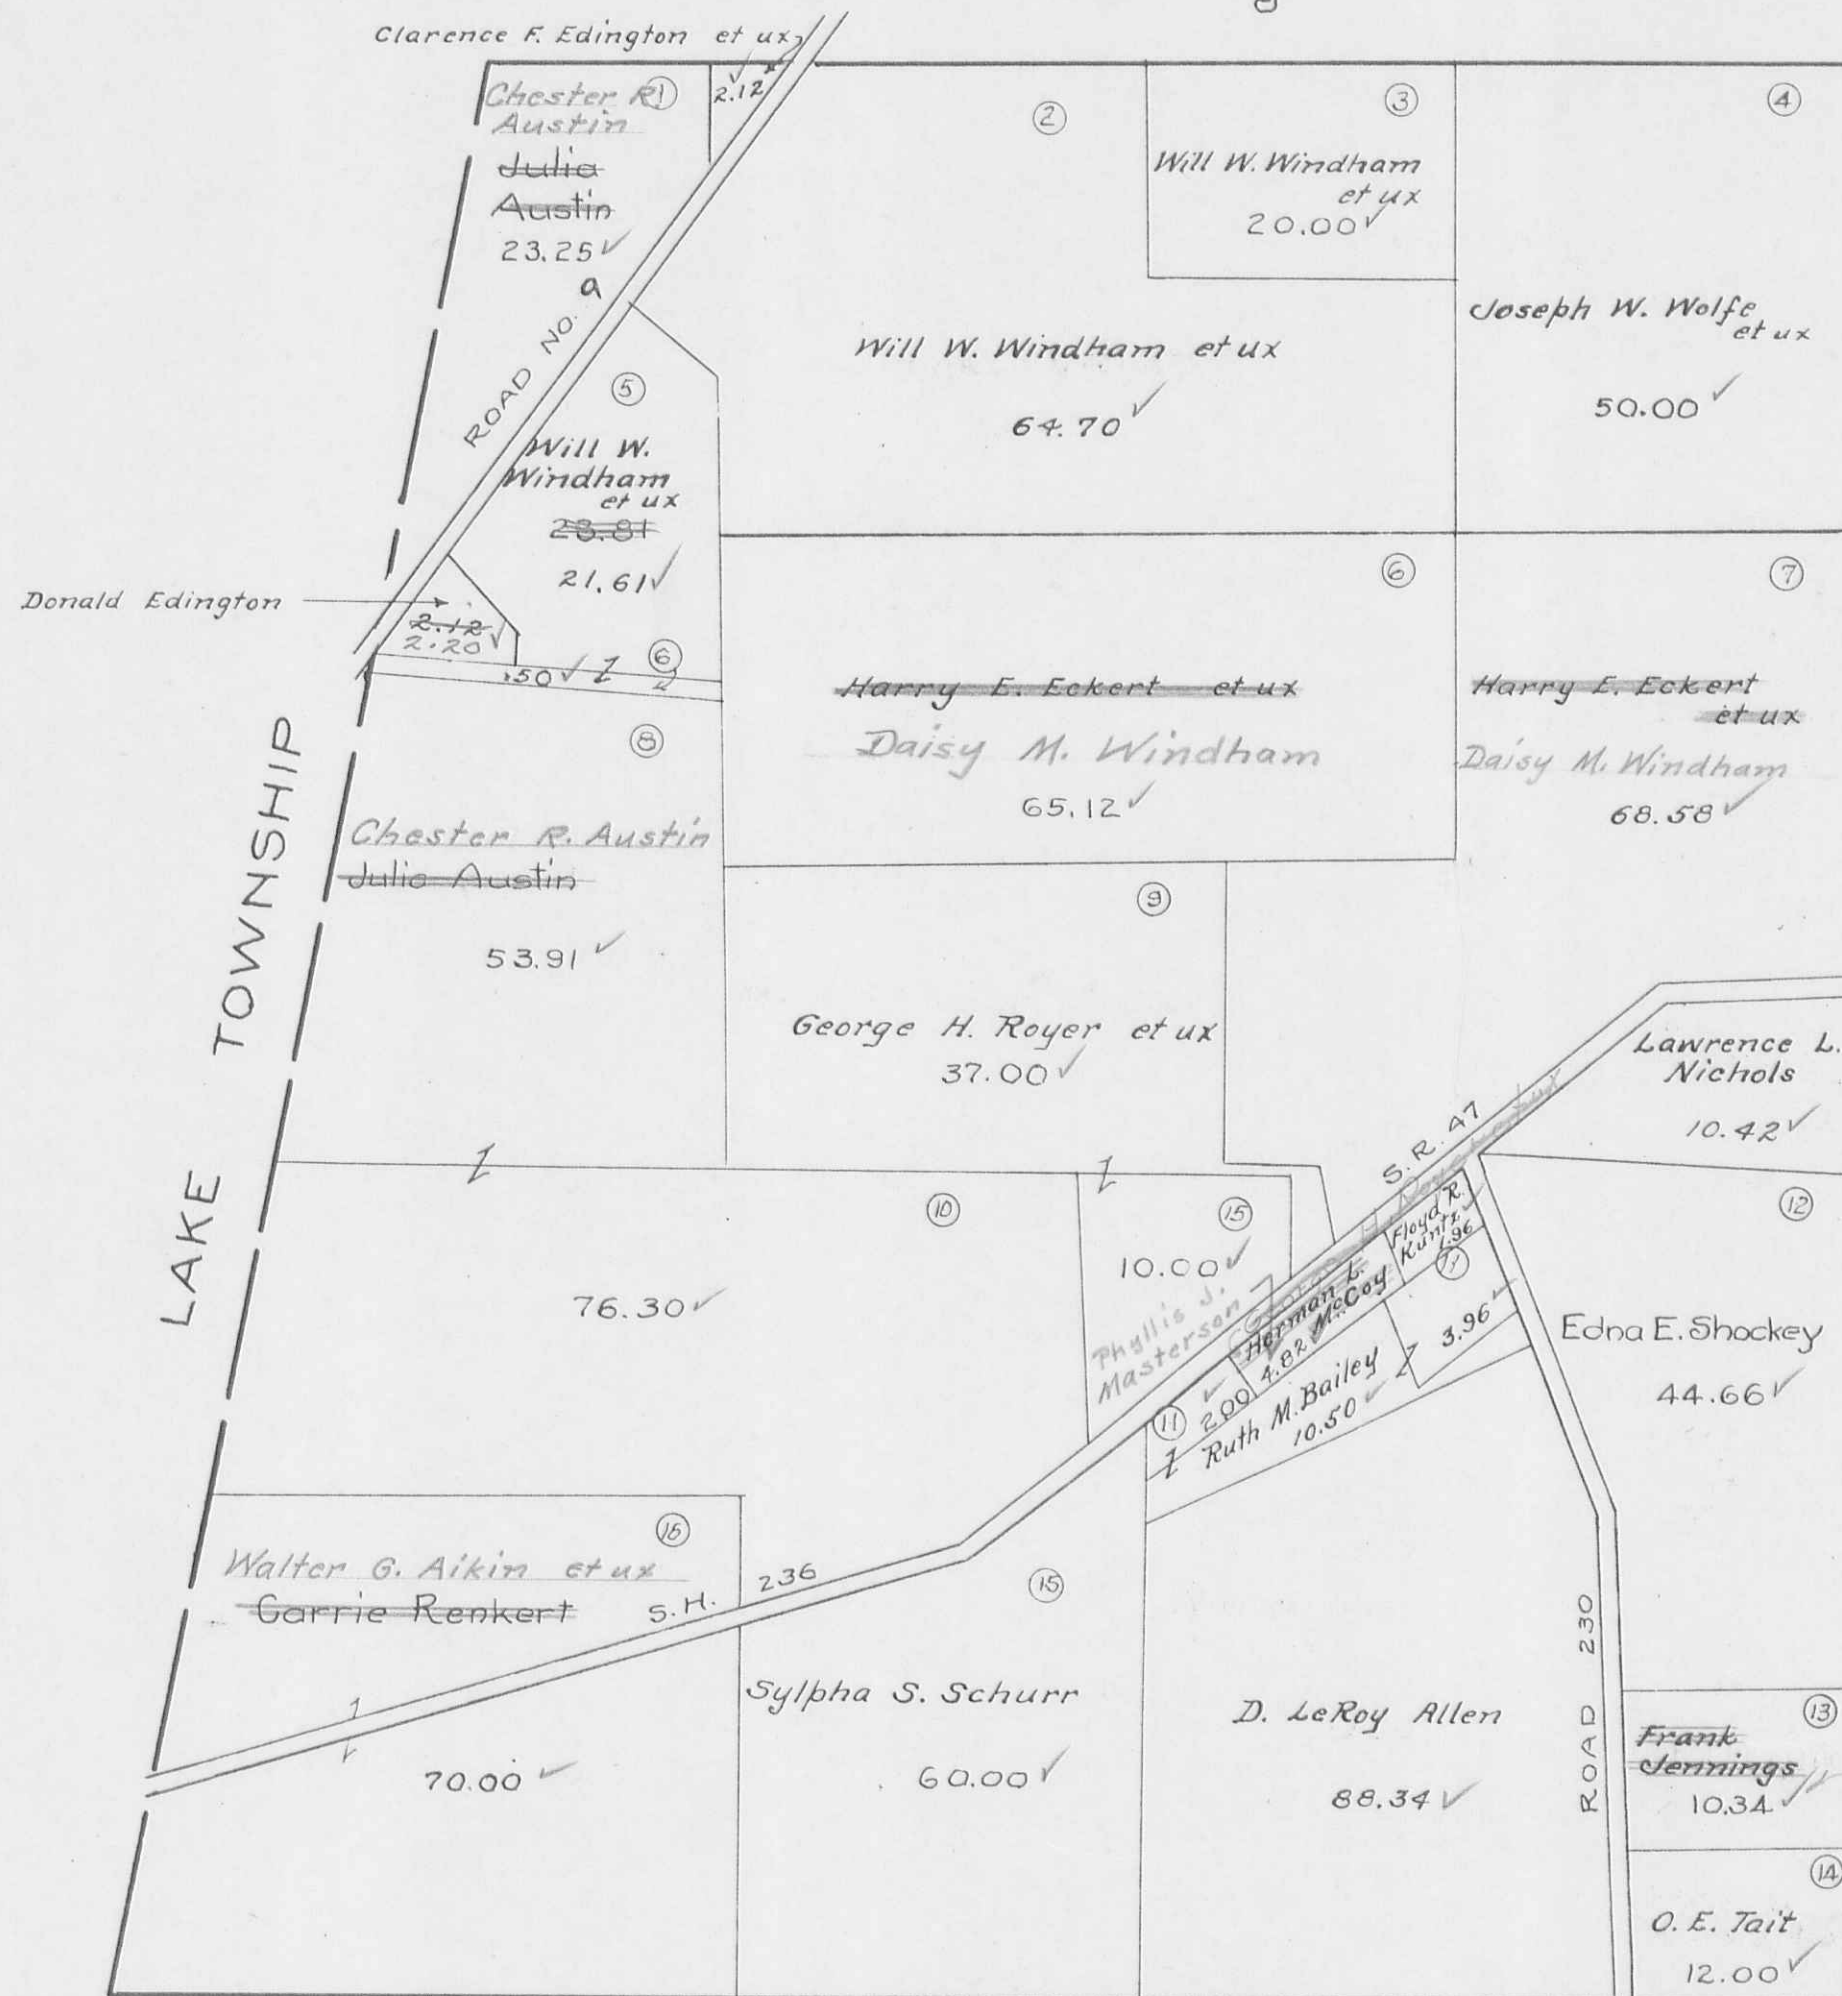 Clarence F. Edington et ux
Chester R.
Austin
1
Julia
Austin
23.25
2.12
2
3
Will W. Windham
et ux
20.00
4
Joseph W. Wolfe
et ux
50.00
Will W. Windham et ux
64.70
ROAD NO. 9
5
Will W.
Windham
et ux
23.81
21.61
Donald Edington
2.12
2.20
.50
6
6
Harry E. Eckert et ux
Daisy M. Windham
65.12
7
Harry E. Eckert
et ux
Daisy M. Windham
68.58
LAKE TOWNSHIP
8
Chester R. Austin
Julia Austin
53.91
9
George H. Royer et ux
37.00
S.R. 47
Lawrence L.
Nichols
10.42
10
76.30
15
10.00
Phyllis J.
Masterson
Herman L.
McCoy
4.82
Floyd R.
Kuntz
1.96
11
3.96
11
2.00
Ruth M. Bailey
10.50
12
Edna E. Shockey
44.66
16
Walter G. Aikin et ux
Carrie Renkert
S.H. 236
70.00
15
Sylpha S. Schurr
60.00
D. LeRoy Allen
88.34
ROAD 230
13
Frank
Jennings
10.34
14
O. E. Tait
12.00